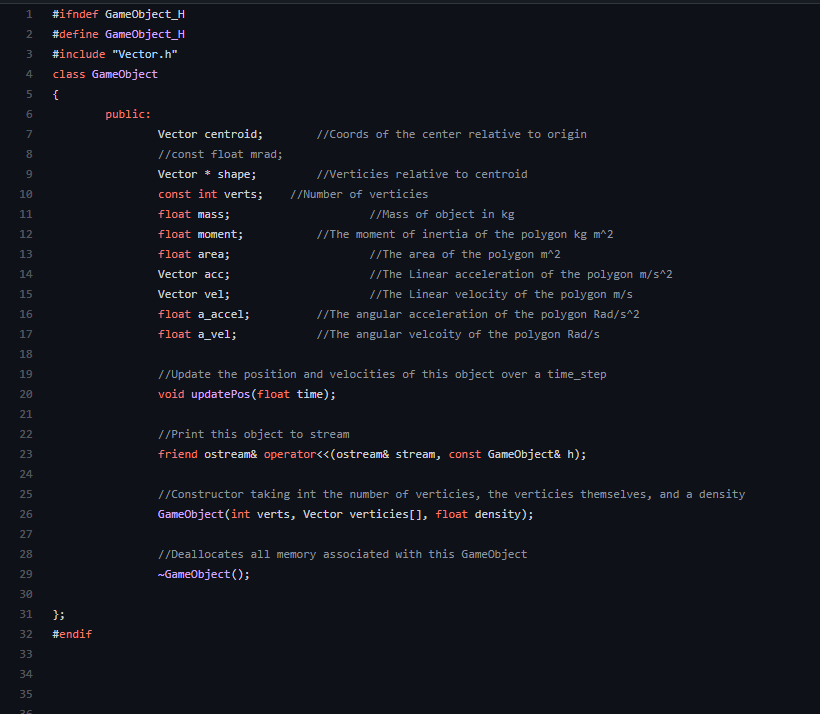 1 #ifndef GameObject_H
2 #define GameObject_H
3 #include "Vector.h"
4 class GameObject
5 {
6 public:
7 Vector centroid; //Coords of the center relative to origin
8 //const float mrad;
9 Vector * shape; //Verticies relative to centroid
10 const int verts; //Number of verticies
11 float mass; //Mass of object in kg
12 float moment; //The moment of inertia of the polygon kg m^2
13 float area; //The area of the polygon m^2
14 Vector acc; //The Linear acceleration of the polygon m/s^2
15 Vector vel; //The Linear velocity of the polygon m/s
16 float a_accel; //The angular acceleration of the polygon Rad/s^2
17 float a_vel; //The angular velcoity of the polygon Rad/s
18
19 //Update the position and velocities of this object over a time_step
20 void updatePos(float time);
21
22 //Print this object to stream
23 friend ostream& operator<<(ostream& stream, const GameObject& h);
24
25 //Constructor taking int the number of verticies, the verticies themselves, and a density
26 GameObject(int verts, Vector verticies[], float density);
27
28 //Deallocates all memory associated with this GameObject
29 ~GameObject();
30
31 };
32 #endif
33
34
35
36